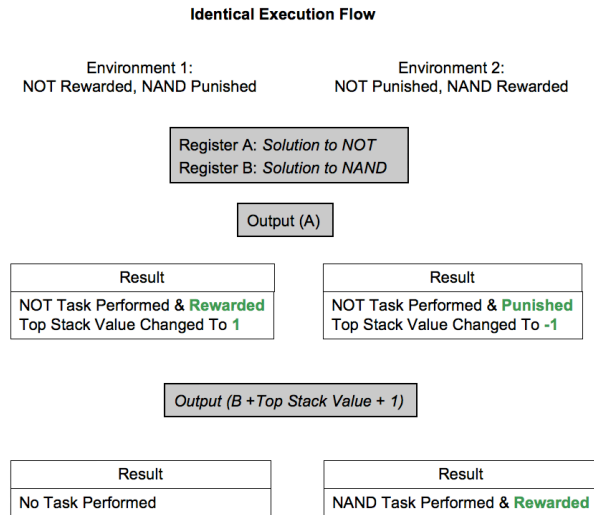 Identical Execution Flow
Environment 1:
NOT Rewarded, NAND Punished
Environment 2:
NOT Punished, NAND Rewarded
Register A: Solution to NOT
Register B: Solution to NAND
Output (A)
Result
NOT Task Performed & Rewarded
Top Stack Value Changed To 1
Result
NOT Task Performed & Punished
Top Stack Value Changed To -1
Output (B +Top Stack Value + 1)
Result
No Task Performed
Result
NAND Task Performed & Rewarded